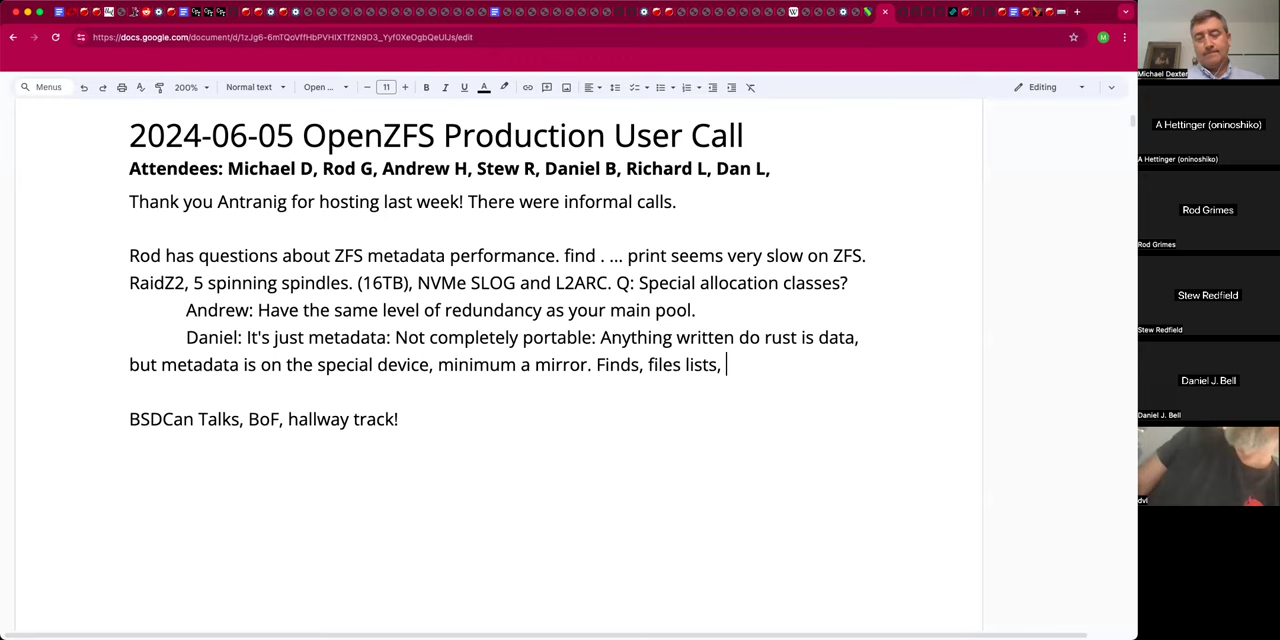 https://docs.google.com/document/d/1zJg6-6mTQoVffHbPVHIXTf2N9D3_Yyf0XeOgbQeUlJs/edit
Menus
200%
Normal text
Open ...
11
Editing
2024-06-05 OpenZFS Production User Call
Attendees: Michael D, Rod G, Andrew H, Stew R, Daniel B, Richard L, Dan L,
Thank you Antranig for hosting last week! There were informal calls.
Rod has questions about ZFS metadata performance. find . ... print seems very slow on ZFS.
RaidZ2, 5 spinning spindles. (16TB), NVMe SLOG and L2ARC. Q: Special allocation classes?
Andrew: Have the same level of redundancy as your main pool.
Daniel: It's just metadata: Not completely portable: Anything written do rust is data,
but metadata is on the special device, minimum a mirror. Finds, files lists,
BSDCan Talks, BoF, hallway track!
Michael Dexter
A Hettinger (oninoshiko)
A Hettinger (oninoshiko)
Rod Grimes
Rod Grimes
Stew Redfield
Stew Redfield
Daniel J. Bell
Daniel J. Bell
dvl